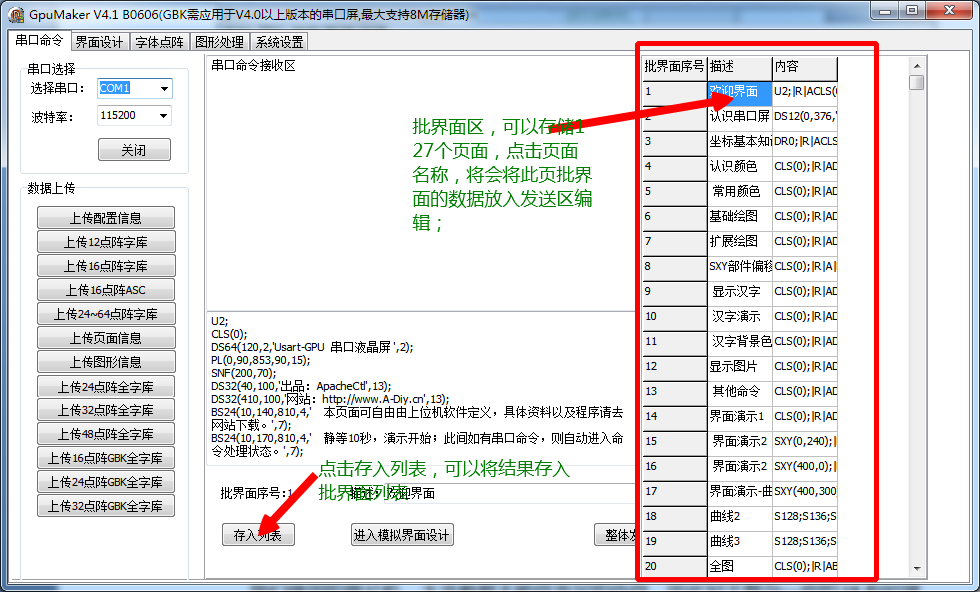 GpuMaker V4.1 B0606(GBK需应用于V4.0以上版本的串口屏,最大支持8M存储器)
串口命令 界面设计 字体点阵 图形处理 系统设置
串口选择
选择串口： COM1
波特率： 115200
关闭
数据上传
上传配置信息
上传12点阵字库
上传16点阵字库
上传16点阵ASC
上传24~64点阵字库
上传页面信息
上传图形信息
上传24点阵全字库
上传32点阵全字库
上传48点阵全字库
上传16点阵GBK全字库
上传24点阵GBK全字库
上传32点阵GBK全字库
串口命令接收区
批界面区，可以存储1
27个页面，点击页面
名称，将会将此页批界
面的数据放入发送区编
辑；
U2;
CLS(0);
DS64(120,2,'Usart-GPU 串口液晶屏',2);
PL(0,90,853,90,15);
SNF(200,70);
DS32(40,100,'出品：ApacheCtl',13);
DS32(410,100,'网站：http://www.A-Diy.cn',13);
BS24(10,140,810,4,' 本页面可自由由上位机软件定义，具体资料以及程序请去
网站下载。',7);
BS24(10,170,810,4,' 静等10秒，演示开始；此间如有串口命令，则自动进入命
令处理状态。',7);
点击存入列表，可以将结果存入
批界面列表
批界面序号:1 欢迎界面
存入列表 进入模拟界面设计 整体发
批界面序号 描述 内容
1 欢迎界面 U2;|R|ACLS(
2 认识串口屏 DS12(0,376,'
3 坐标基本知 DR0;|R|ACLS
4 认识颜色 CLS(0);|R|AD
5 常用颜色 CLS(0);|R|AD
6 基础绘图 CLS(0);|R|AD
7 扩展绘图 CLS(0);|R|AD
8 SXY部件偏移 CLS(0);|R|A|
9 显示汉字 CLS(0);|R|AD
10 汉字演示 CLS(0);|R|AD
11 汉字背景色 CLS(0);|R|AD
12 显示图片 CLS(0);|R|AD
13 其他命令 CLS(0);|R|AD
14 界面演示1 CLS(0);|R|AD
15 界面演示2 SXY(0,240);|
16 界面演示2 SXY(400,0);|
17 界面演示-曲 SXY(400,300
18 曲线2 S128;S136;S
19 曲线3 S128;S136;S
20 全图 CLS(0);|R|AB